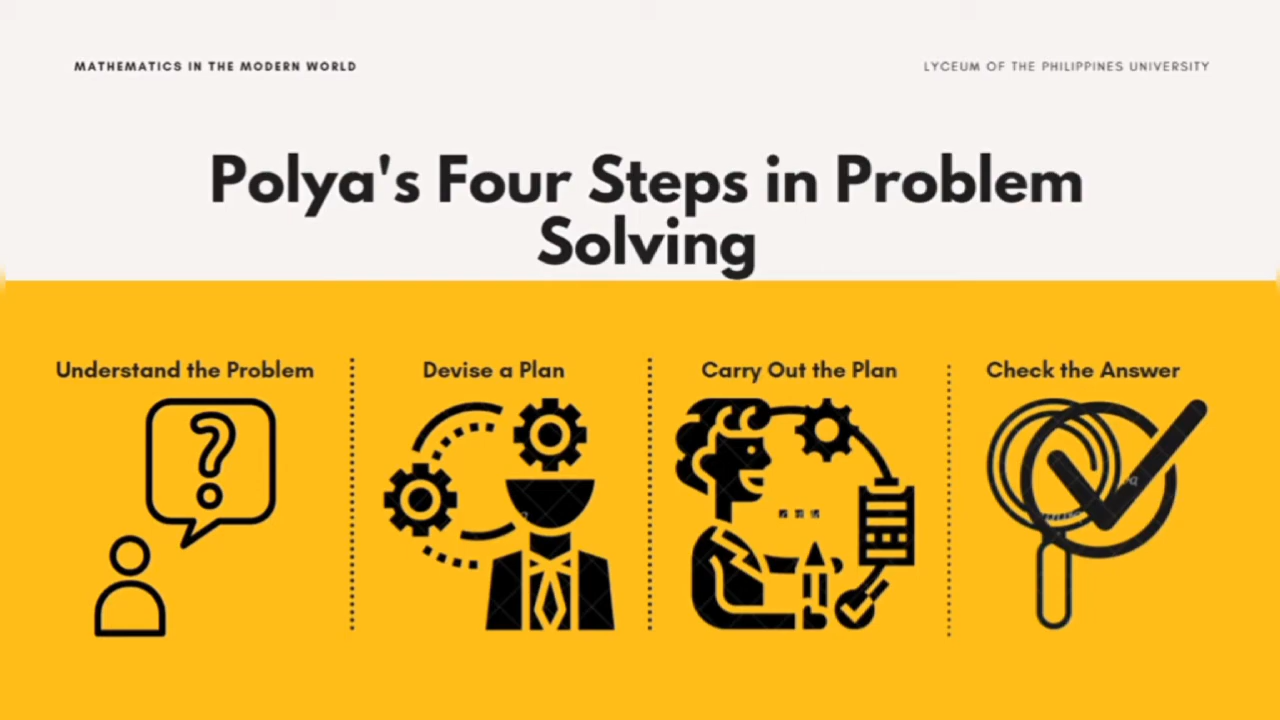 MATHEMATICS IN THE MODERN WORLD
LYCEUM OF THE PHILIPPINES UNIVERSITY
Polya's Four Steps in Problem
Solving
Understand the Problem
Devise a Plan
Carry Out the Plan
Check the Answer
?